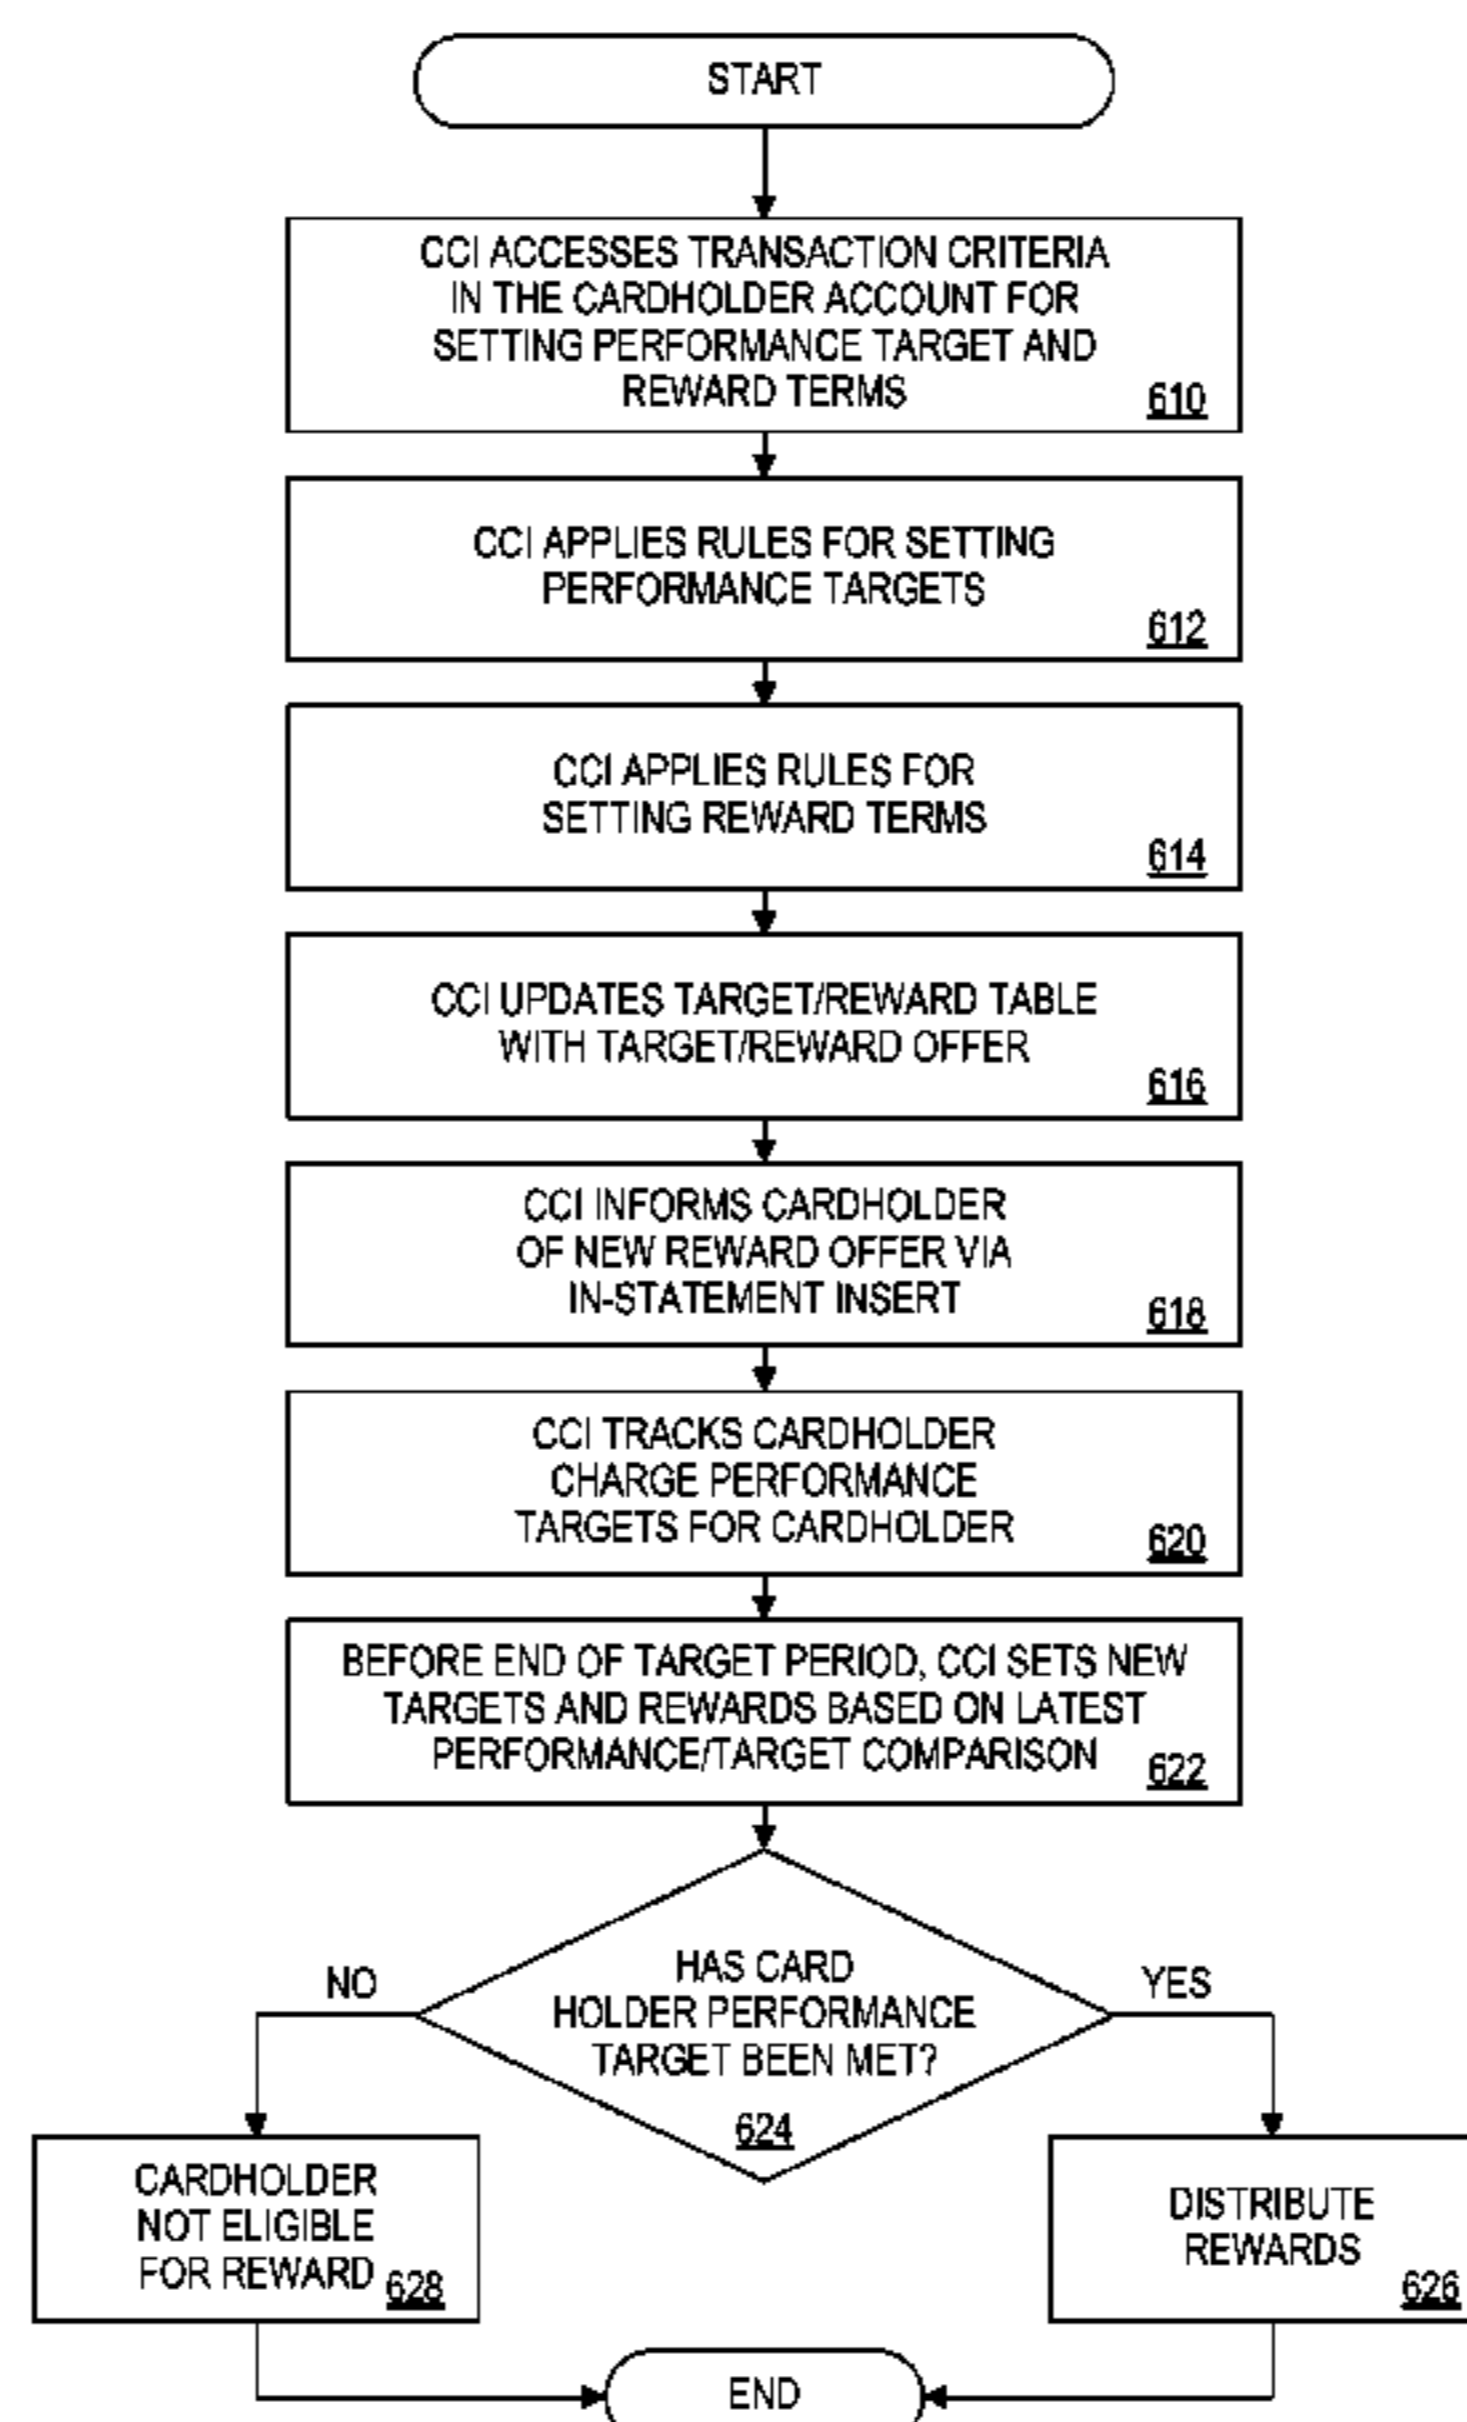 START
CCI ACCESSES TRANSACTION CRITERIA
IN THE CARDHOLDER ACCOUNT FOR
SETTING PERFORMANCE TARGET AND
REWARD TERMS
610
CCI APPLIES RULES FOR SETTING
PERFORMANCE TARGETS
612
CCI APPLIES RULES FOR
SETTING REWARD TERMS
614
CCI UPDATES TARGET/REWARD TABLE
WITH TARGET/REWARD OFFER
616
CCI INFORMS CARDHOLDER
OF NEW REWARD OFFER VIA
IN-STATEMENT INSERT
618
CCI TRACKS CARDHOLDER
CHARGE PERFORMANCE
TARGETS FOR CARDHOLDER
620
BEFORE END OF TARGET PERIOD, CCI SETS NEW
TARGETS AND REWARDS BASED ON LATEST
PERFORMANCE/TARGET COMPARISON
622
HAS CARD
HOLDER PERFORMANCE
TARGET BEEN MET?
624
NO
YES
CARDHOLDER
NOT ELIGIBLE
FOR REWARD
628
DISTRIBUTE
REWARDS
626
END